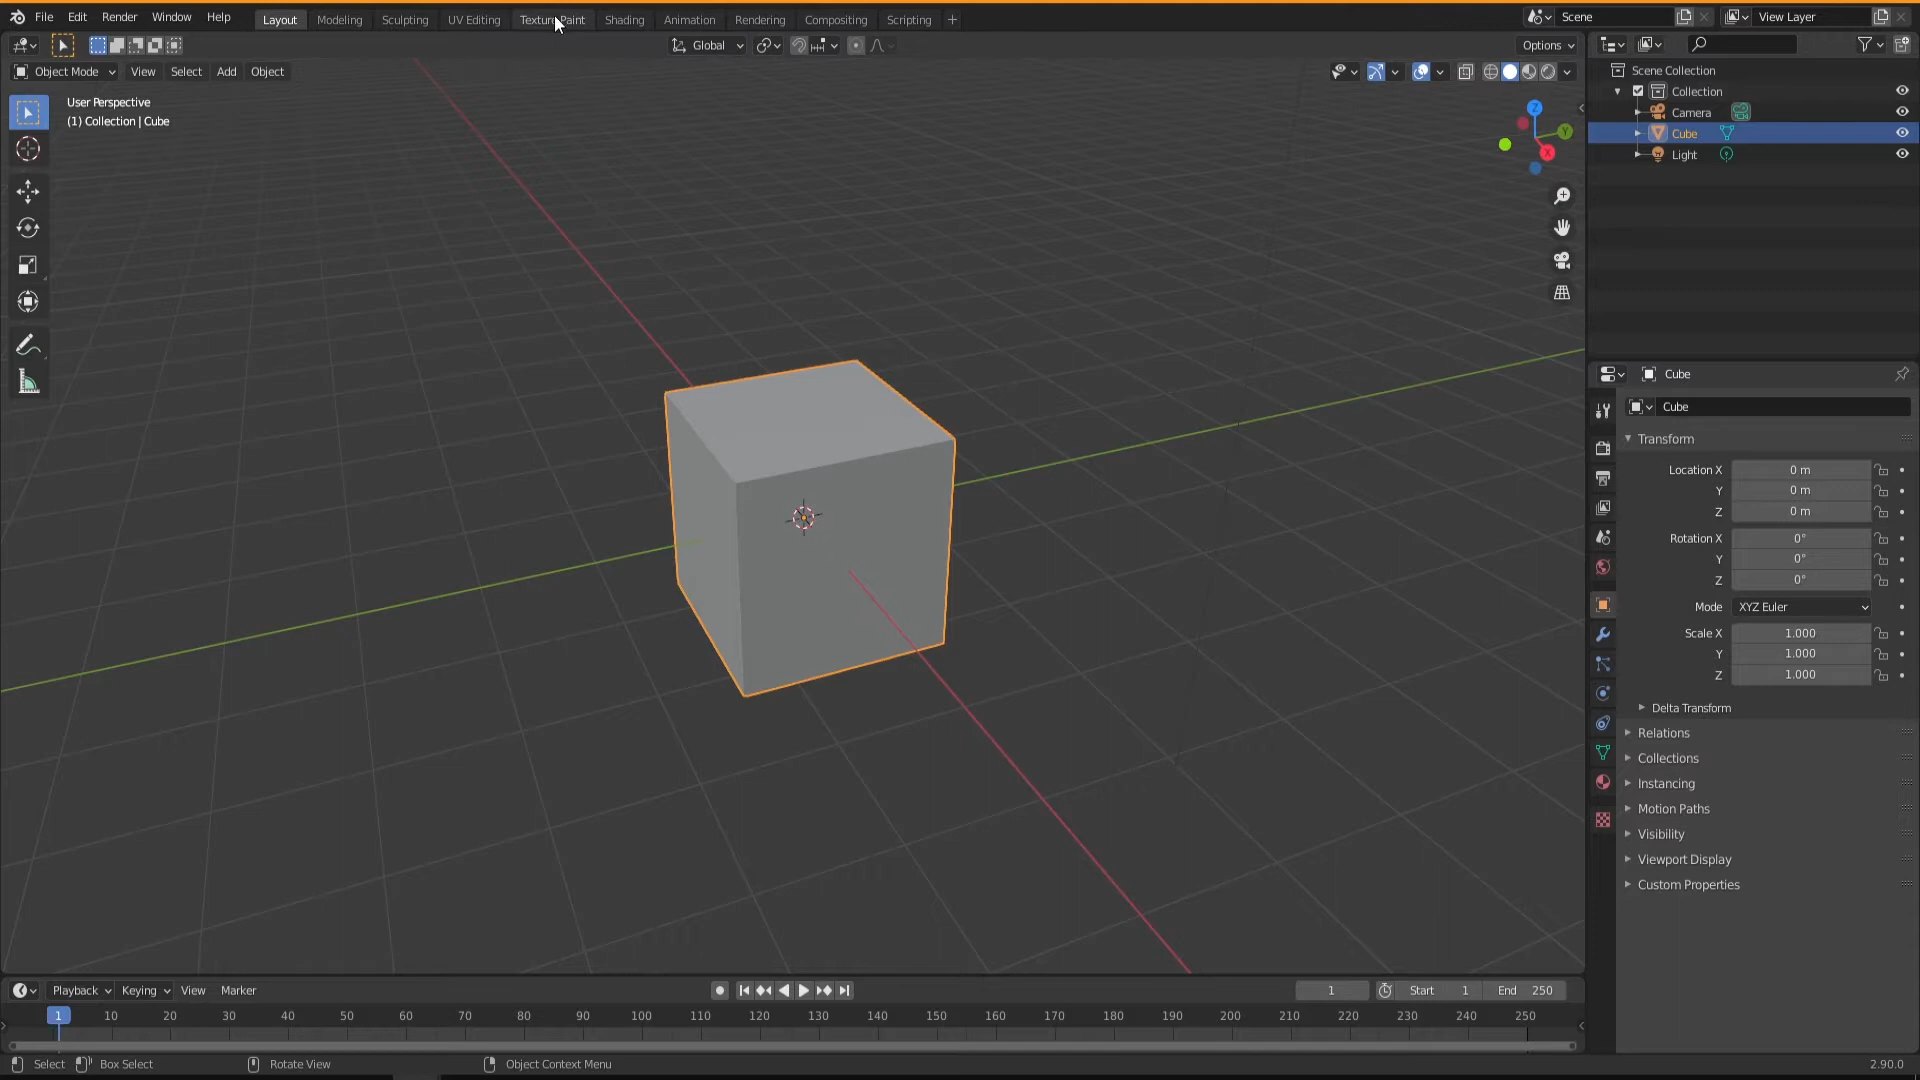 File Edit Render Window Help Layout Modeling Sculpting UV Editing Texture Paint Shading Animation Rendering Compositing Scripting + Scene View Layer
Global Options
Object Mode View Select Add Object
User Perspective
(1) Collection | Cube
Z
Y
X
Scene Collection
Collection
Camera
Cube
Light
Cube
Cube
Transform
Location X 0 m
Y 0 m
Z 0 m
Rotation X 0°
Y 0°
Z 0°
Mode XYZ Euler
Scale X 1.000
Y 1.000
Z 1.000
Delta Transform
Relations
Collections
Instancing
Motion Paths
Visibility
Viewport Display
Custom Properties
Playback Keying View Marker 1 Start 1 End 250
1 10 20 30 40 50 60 70 80 90 100 110 120 130 140 150 160 170 180 190 200 210 220 230 240 250
Select Box Select Rotate View Object Context Menu 2.90.0